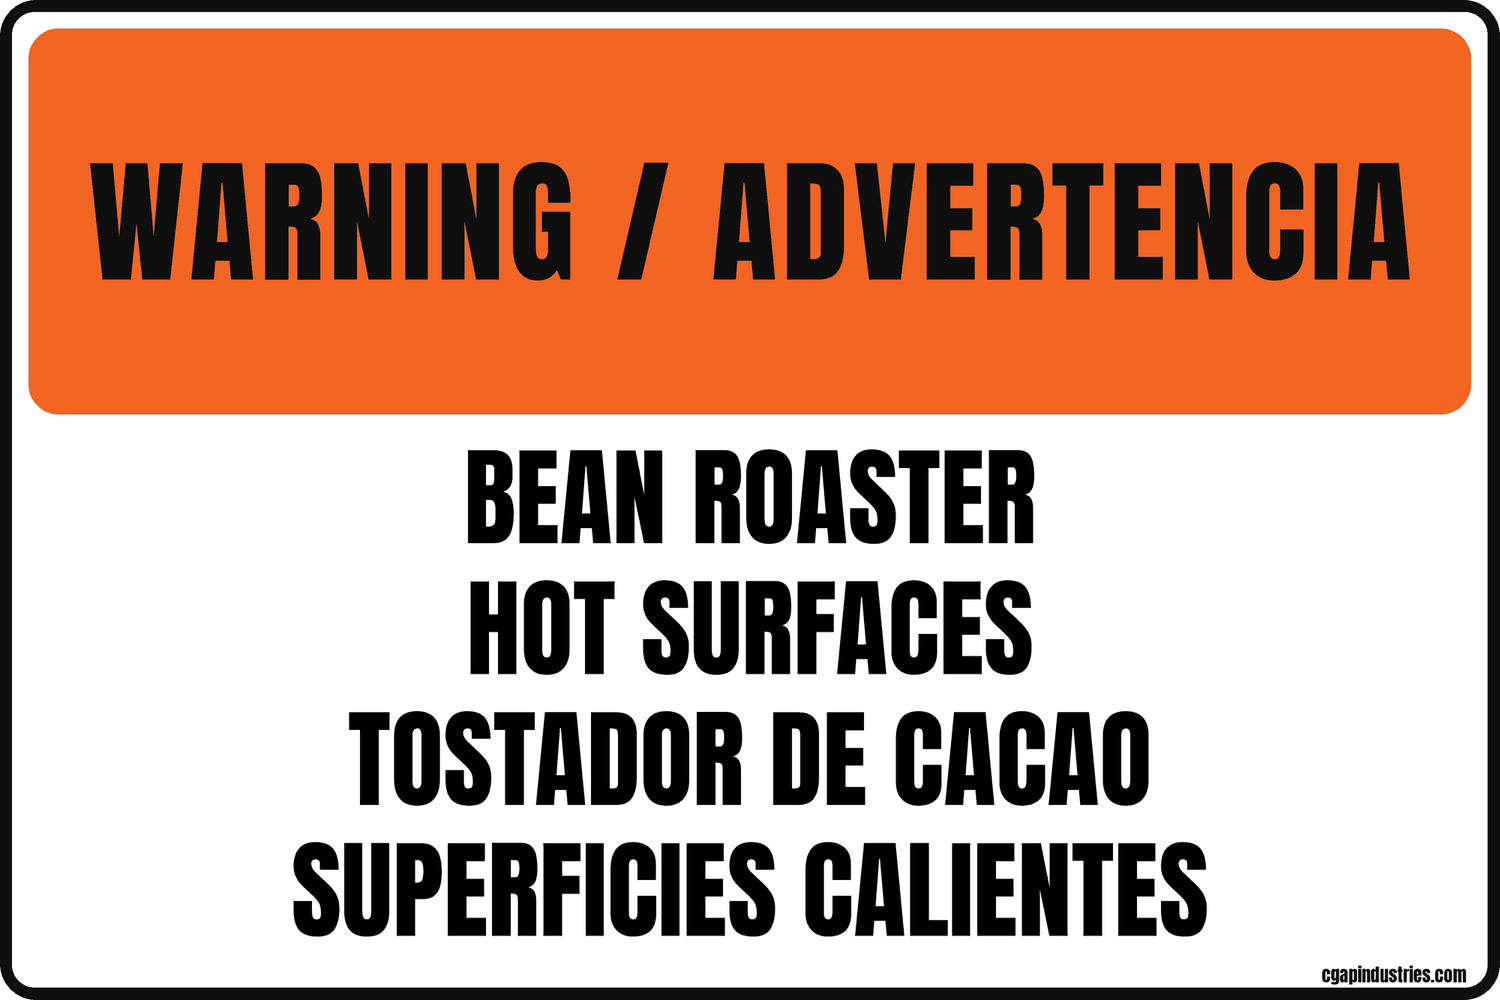 WARNING / ADVERTENCIA
BEAN ROASTER
HOT SURFACES
TOSTADOR DE CACAO
SUPERFICIES CALIENTES
cgapindustries.com